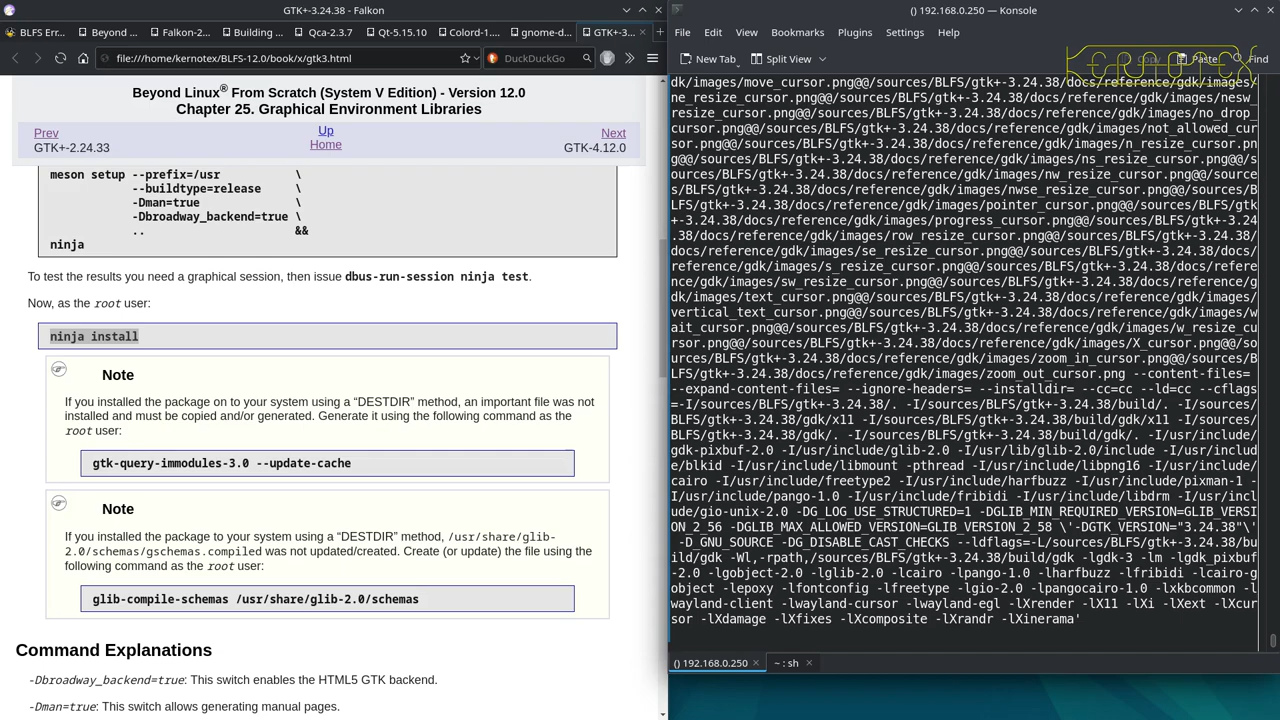 GTK+-3.24.38 - Falkon
BLFS Err...
Beyond ...
Falkon-2...
Building ...
Qca-2.3.7
Qt-5.15.10
Colord-1....
gnome-d...
GTK+-3....
file:///home/kernotex/BLFS-12.0/book/x/gtk3.html
DuckDuckGo
Beyond Linux® From Scratch (System V Edition) - Version 12.0
Chapter 25. Graphical Environment Libraries
Prev
Up
Next
GTK+-2.24.33
Home
GTK-4.12.0
meson setup --prefix=/usr \
--buildtype=release \
-Dman=true \
-Dbroadway_backend=true \
.. &&
ninja
To test the results you need a graphical session, then issue dbus-run-session ninja test.
Now, as the root user:
ninja install
Note
If you installed the package on to your system using a “DESTDIR” method, an important file was not
installed and must be copied and/or generated. Generate it using the following command as the
root user:
gtk-query-immodules-3.0 --update-cache
Note
If you installed the package to your system using a “DESTDIR” method, /usr/share/glib-
2.0/schemas/gschemas.compiled was not updated/created. Create (or update) the file using the
following command as the root user:
glib-compile-schemas /usr/share/glib-2.0/schemas
Command Explanations
-Dbroadway_backend=true: This switch enables the HTML5 GTK backend.
-Dman=true: This switch allows generating manual pages.
() 192.168.0.250 — Konsole
File Edit View Bookmarks Plugins Settings Help
New Tab Split View Copy Paste Find
KERNOTEX
dk/images/move_cursor.png@@/sources/BLFS/gtk+-3.24.38/docs/reference/gdk/images/
ne_resize_cursor.png@@/sources/BLFS/gtk+-3.24.38/docs/reference/gdk/images/nesw_
resize_cursor.png@@/sources/BLFS/gtk+-3.24.38/docs/reference/gdk/images/no_drop_
cursor.png@@/sources/BLFS/gtk+-3.24.38/docs/reference/gdk/images/not_allowed_cur
sor.png@@/sources/BLFS/gtk+-3.24.38/docs/reference/gdk/images/n_resize_cursor.pn
g@@/sources/BLFS/gtk+-3.24.38/docs/reference/gdk/images/ns_resize_cursor.png@@/s
ources/BLFS/gtk+-3.24.38/docs/reference/gdk/images/nw_resize_cursor.png@@/source
s/BLFS/gtk+-3.24.38/docs/reference/gdk/images/nwse_resize_cursor.png@@/sources/B
LFS/gtk+-3.24.38/docs/reference/gdk/images/pointer_cursor.png@@/sources/BLFS/gtk
+-3.24.38/docs/reference/gdk/images/progress_cursor.png@@/sources/BLFS/gtk+-3.24
.38/docs/reference/gdk/images/row_resize_cursor.png@@/sources/BLFS/gtk+-3.24.38/
docs/reference/gdk/images/se_resize_cursor.png@@/sources/BLFS/gtk+-3.24.38/docs/
reference/gdk/images/s_resize_cursor.png@@/sources/BLFS/gtk+-3.24.38/docs/refere
nce/gdk/images/sw_resize_cursor.png@@/sources/BLFS/gtk+-3.24.38/docs/reference/g
dk/images/text_cursor.png@@/sources/BLFS/gtk+-3.24.38/docs/reference/gdk/images/
vertical_text_cursor.png@@/sources/BLFS/gtk+-3.24.38/docs/reference/gdk/images/w
ait_cursor.png@@/sources/BLFS/gtk+-3.24.38/docs/reference/gdk/images/w_resize_cu
rsor.png@@/sources/BLFS/gtk+-3.24.38/docs/reference/gdk/images/X_cursor.png@@/so
urces/BLFS/gtk+-3.24.38/docs/reference/gdk/images/zoom_in_cursor.png@@/sources/B
LFS/gtk+-3.24.38/docs/reference/gdk/images/zoom_out_cursor.png --content-files=
--expand-content-files= --ignore-headers= --installdir= --cc=cc --ld=cc --cflags
=-I/sources/BLFS/gtk+-3.24.38/. -I/sources/BLFS/gtk+-3.24.38/build/. -I/sources/
BLFS/gtk+-3.24.38/gdk/x11 -I/sources/BLFS/gtk+-3.24.38/build/gdk/x11 -I/sources/
BLFS/gtk+-3.24.38/gdk/. -I/sources/BLFS/gtk+-3.24.38/build/gdk/. -I/usr/include/
gdk-pixbuf-2.0 -I/usr/include/glib-2.0 -I/usr/lib/glib-2.0/include -I/usr/includ
e/blkid -I/usr/include/libmount -pthread -I/usr/include/libpng16 -I/usr/include/
cairo -I/usr/include/freetype2 -I/usr/include/harfbuzz -I/usr/include/pixman-1 -
I/usr/include/pango-1.0 -I/usr/include/fribidi -I/usr/include/libdrm -I/usr/incl
ude/gio-unix-2.0 -DG_LOG_USE_STRUCTURED=1 -DGLIB_MIN_REQUIRED_VERSION=GLIB_VERSI
ON_2_56 -DGLIB_MAX_ALLOWED_VERSION=GLIB_VERSION_2_58 \'-DGTK_VERSION="3.24.38"\'
-D_GNU_SOURCE -DG_DISABLE_CAST_CHECKS --ldflags=-L/sources/BLFS/gtk+-3.24.38/bu
ild/gdk -Wl,-rpath,/sources/BLFS/gtk+-3.24.38/build/gdk -lgdk-3 -lm -lgdk_pixbuf
-2.0 -lgobject-2.0 -lglib-2.0 -lcairo -lpango-1.0 -lharfbuzz -lfribidi -lcairo-g
object -lepoxy -lfontconfig -lfreetype -lgio-2.0 -lpangocairo-1.0 -lxkbcommon -l
wayland-client -lwayland-cursor -lwayland-egl -lXrender -lX11 -lXi -lXext -lXcur
sor -lXdamage -lXfixes -lXcomposite -lXrandr -lXinerama'
() 192.168.0.250
~ : sh